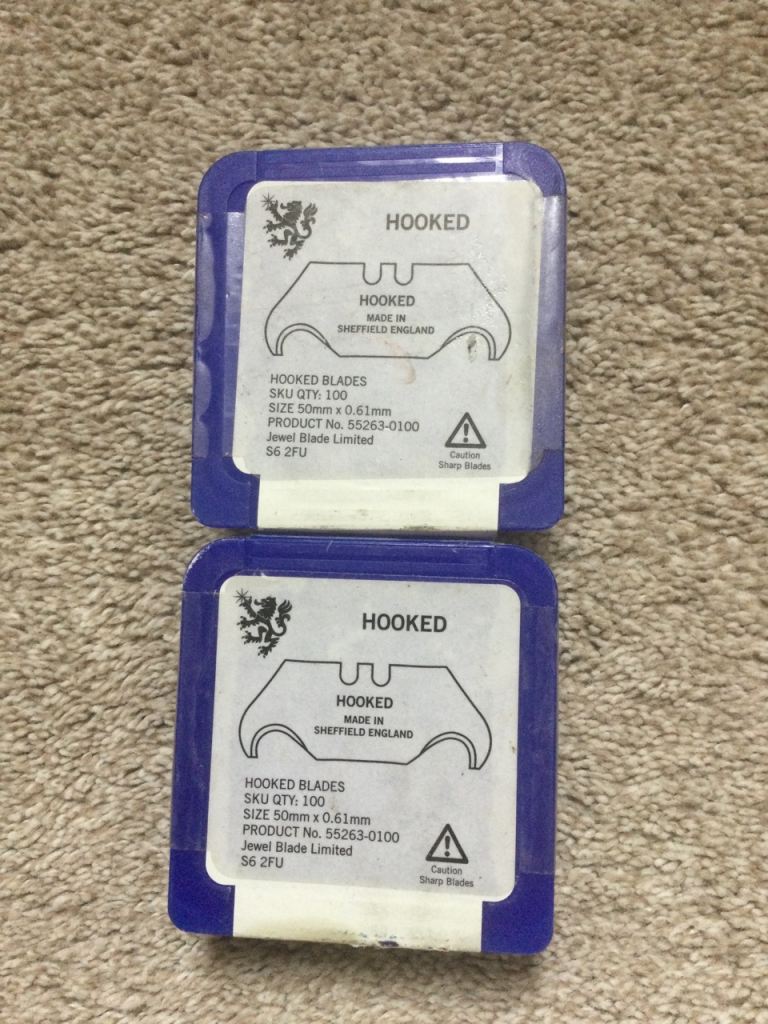 HOOKED
HOOKED
MADE IN
SHEFFIELD ENGLAND
HOOKED BLADES
SKU QTY: 100
SIZE 50mm x 0.61mm
PRODUCT No. 55263-0100
Jewel Blade Limited
S6 2FU
Caution
Sharp Blades
HOOKED
HOOKED
MADE IN
SHEFFIELD ENGLAND
HOOKED BLADES
SKU QTY: 100
SIZE 50mm x 0.61mm
PRODUCT No. 55263-0100
Jewel Blade Limited
S6 2FU
Caution
Sharp Blades